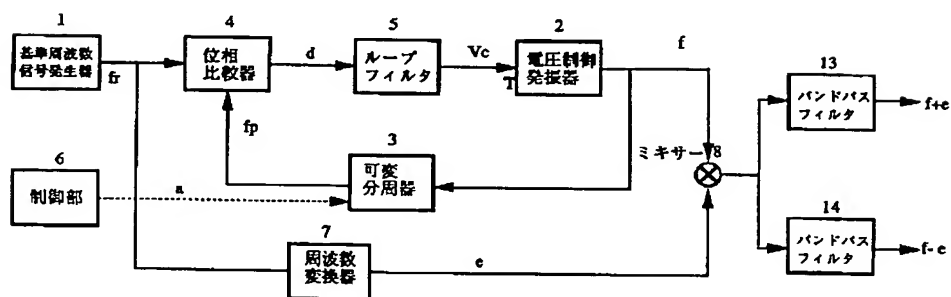 1
基準周波数
信号発生器
fr
4
位相
比較器
d
5
ループ
フィルタ
Vc
2
電圧制御
発振器
T
f
13
バンドパス
フィルタ
f+e
fp
3
可変
分周器
ミキサー 8
6
制御部
a
7
周波数
変換器
e
14
バンドパス
フィルタ
f-e